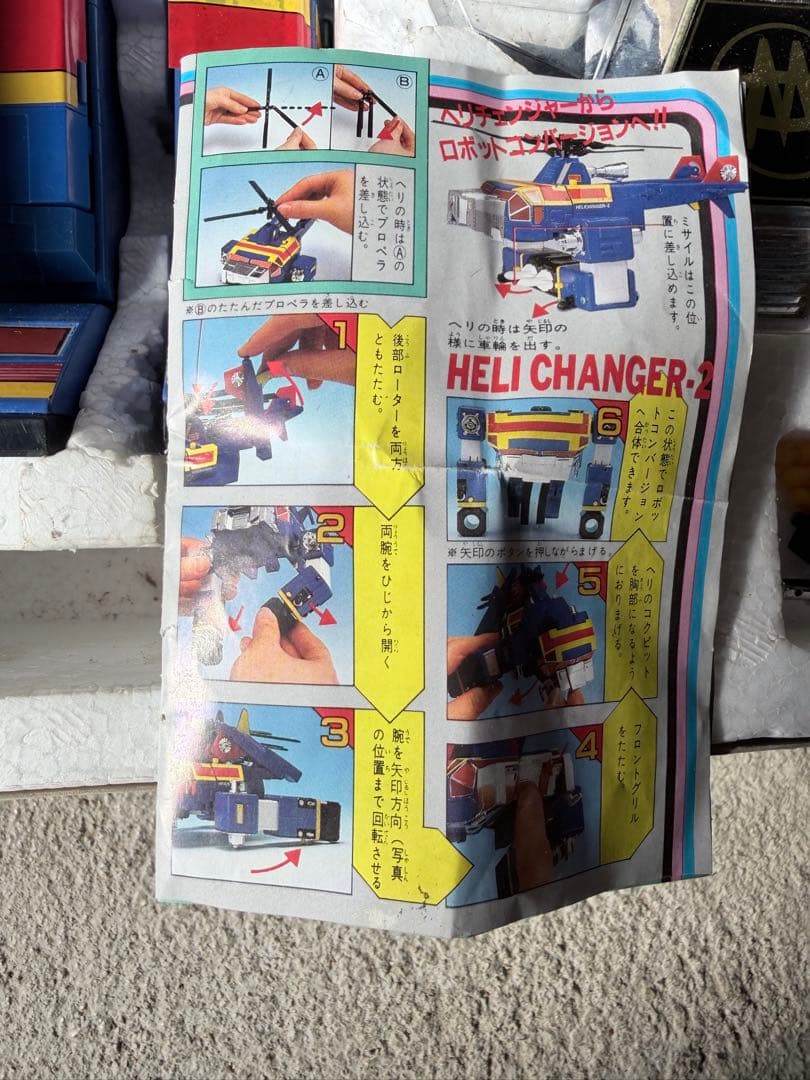 Ⓐ
Ⓑ
ヘリの時は Ⓐの
状態でプロペラ
を差し込む。
※Ⓑのたたんだプロペラを差し込む
ヘリチェンジャーから
ロボットコンバージョンへ!!
HELICHANGER-2
ミサイルはこの位
置に差し込めます。
ヘリの時は矢印の
様に車輪を出す。
HELI CHANGER-2
1
後部ローターを両方
ともたたむ。
2
両腕をひじから開く
3
腕を矢印方向(写真
の位置まで回転させる
4
フロントグリル
をたたむ。
5
ヘリのコクピット
を胸部になるよう
におりまげる。
※矢印のボタンを押しながらまげる
6
この状態でロボッ
トコンバージョン
へ合体できます。